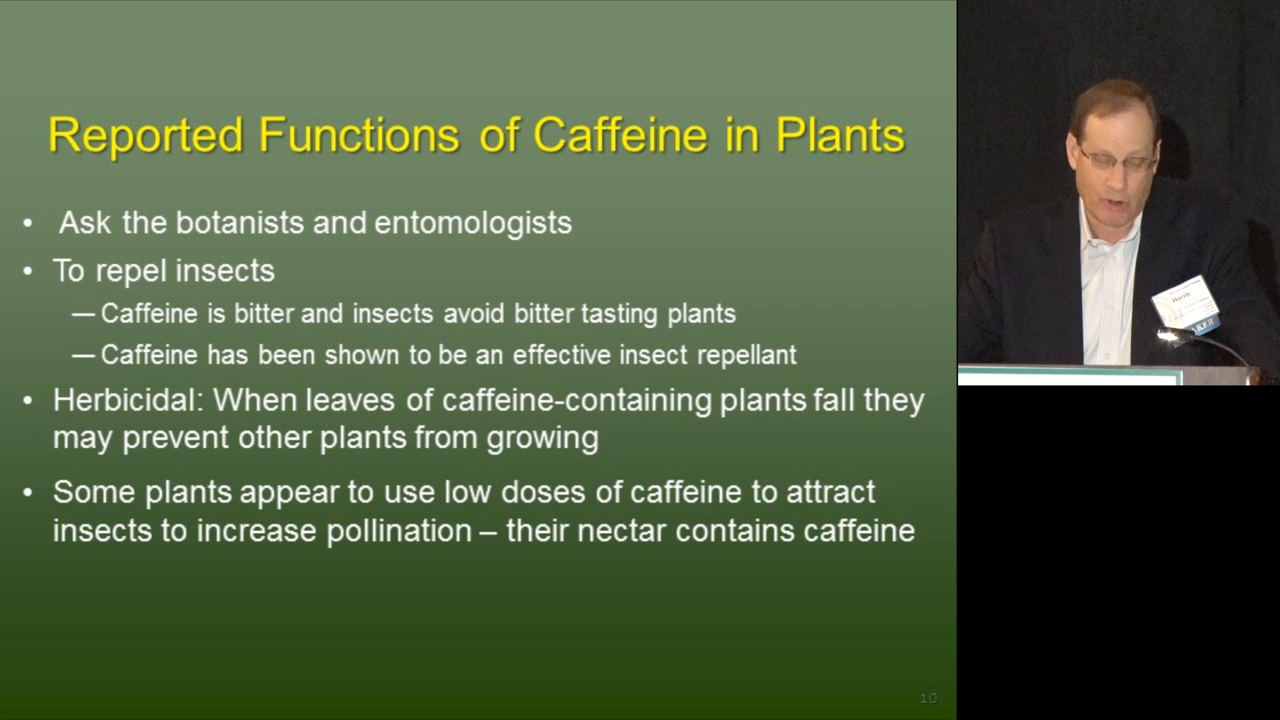 Reported Functions of Caffeine in Plants
• Ask the botanists and entomologists
• To repel insects
— Caffeine is bitter and insects avoid bitter tasting plants
— Caffeine has been shown to be an effective insect repellant
• Herbicidal: When leaves of caffeine-containing plants fall they
may prevent other plants from growing
• Some plants appear to use low doses of caffeine to attract
insects to increase pollination – their nectar contains caffeine
10
Harris